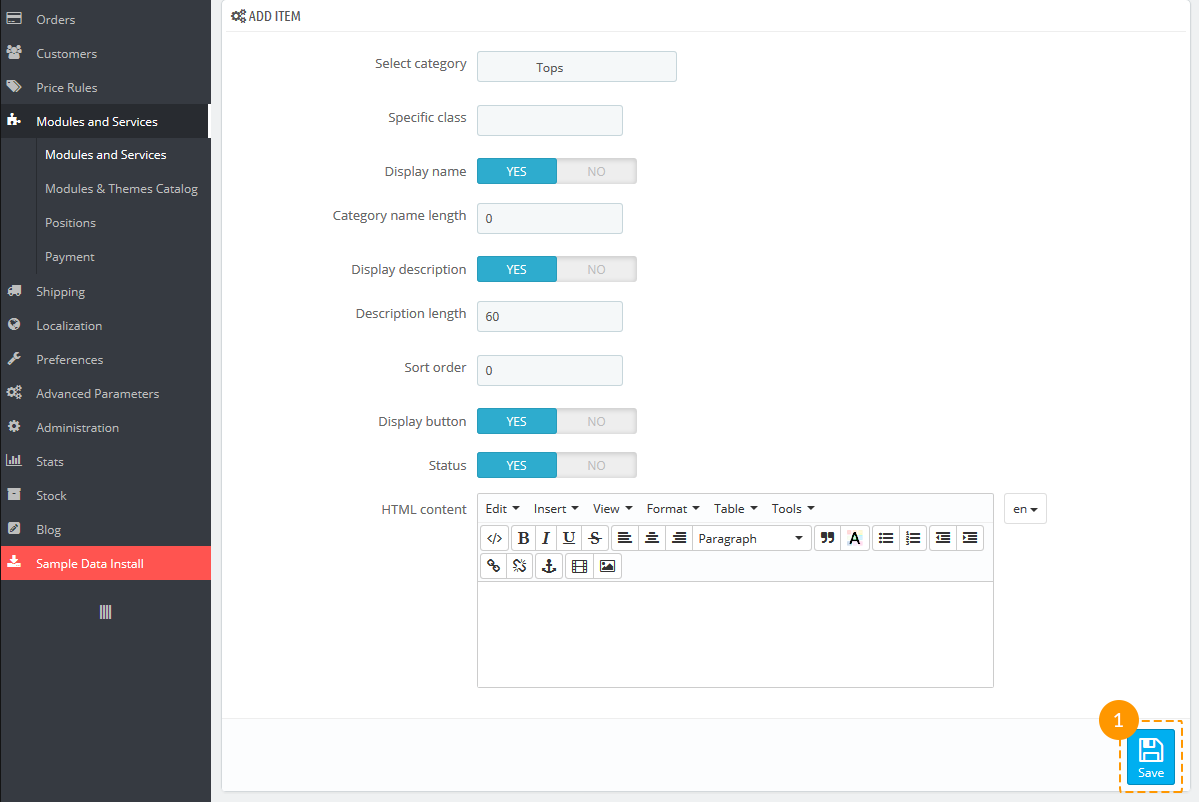 Orders
Customers
Price Rules
Modules and Services
Modules and Services
Modules & Themes Catalog
Positions
Payment
Shipping
Localization
Preferences
Advanced Parameters
Administration
Stats
Stock
Blog
Sample Data Install
ADD ITEM
Select category Tops
Specific class
Display name YES NO
Category name length 0
Display description YES NO
Description length 60
Sort order 0
Display button YES NO
Status YES NO
HTML content Edit Insert View Format Table Tools en
B I U S Paragraph A
1
Save